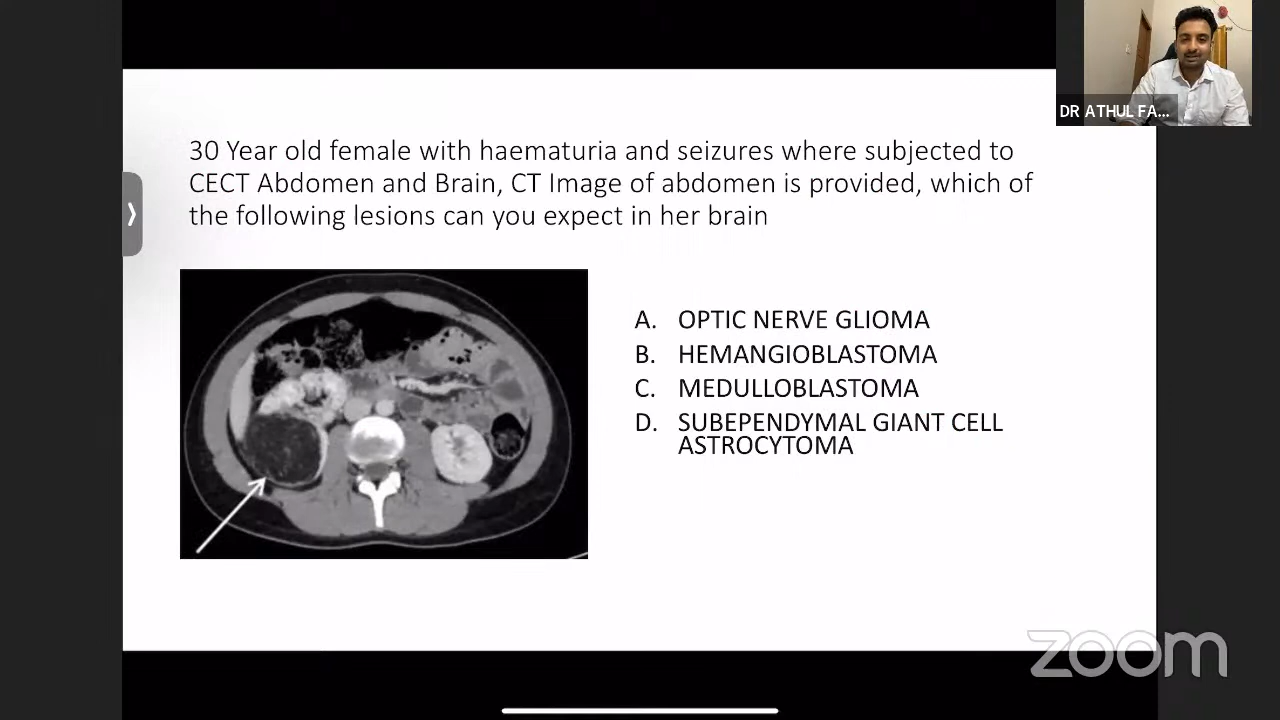 DR ATHUL FA...
30 Year old female with haematuria and seizures where subjected to
CECT Abdomen and Brain, CT Image of abdomen is provided, which of
the following lesions can you expect in her brain
A. OPTIC NERVE GLIOMA
B. HEMANGIOBLASTOMA
C. MEDULLOBLASTOMA
D. SUBEPENDYMAL GIANT CELL
ASTROCYTOMA
zoom